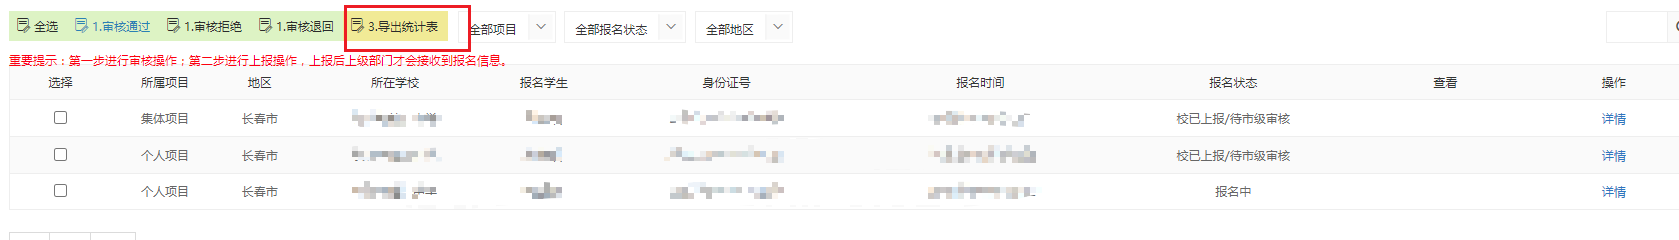 全选 1.审核通过 1.审核拒绝 1.审核退回 3.导出统计表 全部项目 全部报名状态 全部地区
重要提示：第一步进行审核操作；第二步进行上报操作，上报后上级部门才会接收到报名信息。
选择 所属项目 地区 所在学校 报名学生 身份证号 报名时间 报名状态 查看 操作
集体项目 长春市 校已上报/待市级审核 详情
个人项目 长春市 校已上报/待市级审核 详情
个人项目 长春市 报名中 详情